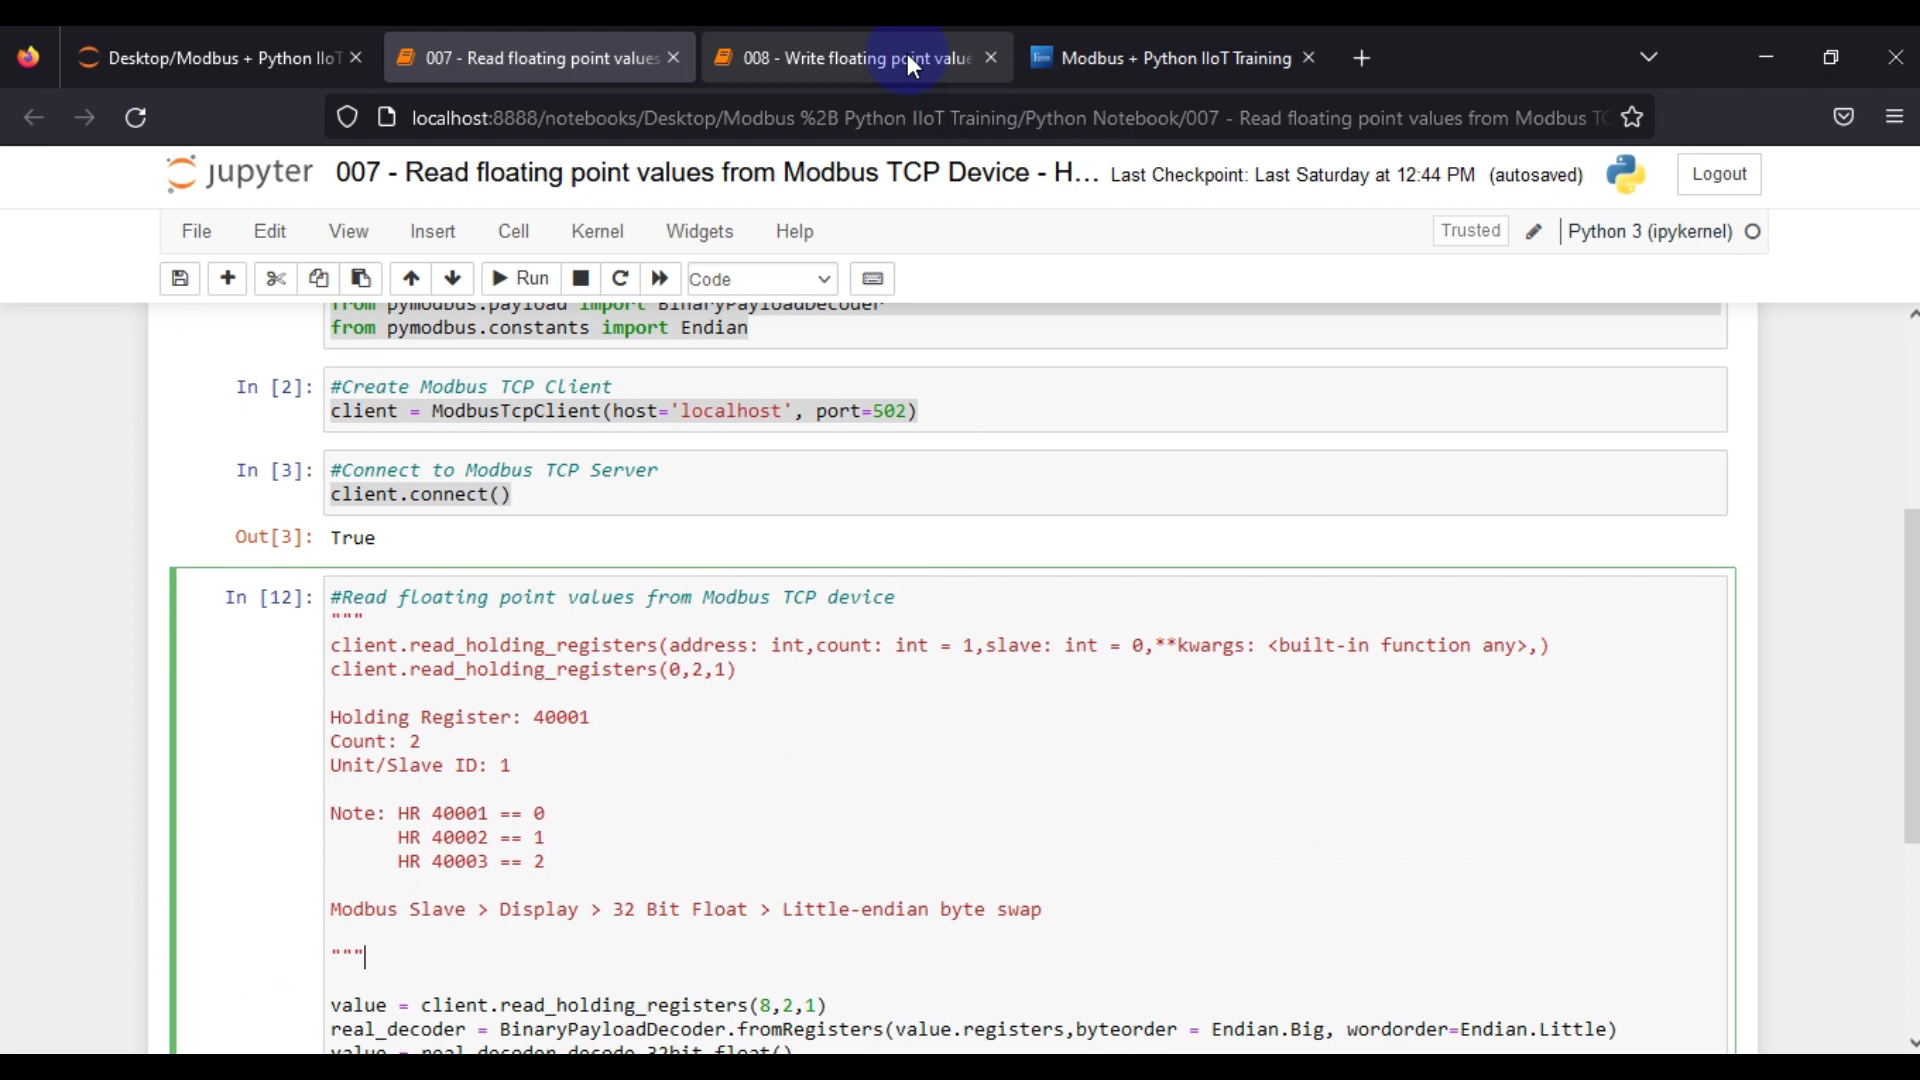 Desktop/Modbus + Python IIoT
007 - Read floating point values
008 - Write floating point value
Modbus + Python IIoT Training
localhost:8888/notebooks/Desktop/Modbus %2B Python IIoT Training/Python Notebook/007 - Read floating point values from Modbus TC
jupyter 007 - Read floating point values from Modbus TCP Device - H... Last Checkpoint: Last Saturday at 12:44 PM (autosaved) Logout
File Edit View Insert Cell Kernel Widgets Help Trusted Python 3 (ipykernel)
Run Code
from pymodbus.payload import BinaryPayloadDecoder
from pymodbus.constants import Endian
In [2]: #Create Modbus TCP Client
client = ModbusTcpClient(host='localhost', port=502)
In [3]: #Connect to Modbus TCP Server
client.connect()
Out[3]: True
In [12]: #Read floating point values from Modbus TCP device
"""
client.read_holding_registers(address: int,count: int = 1,slave: int = 0,**kwargs: <built-in function any>,)
client.read_holding_registers(0,2,1)
Holding Register: 40001
Count: 2
Unit/Slave ID: 1
Note: HR 40001 == 0
HR 40002 == 1
HR 40003 == 2
Modbus Slave > Display > 32 Bit Float > Little-endian byte swap
"""
value = client.read_holding_registers(8,2,1)
real_decoder = BinaryPayloadDecoder.fromRegisters(value.registers,byteorder = Endian.Big, wordorder=Endian.Little)
value = real_decoder.decode_32bit_float()